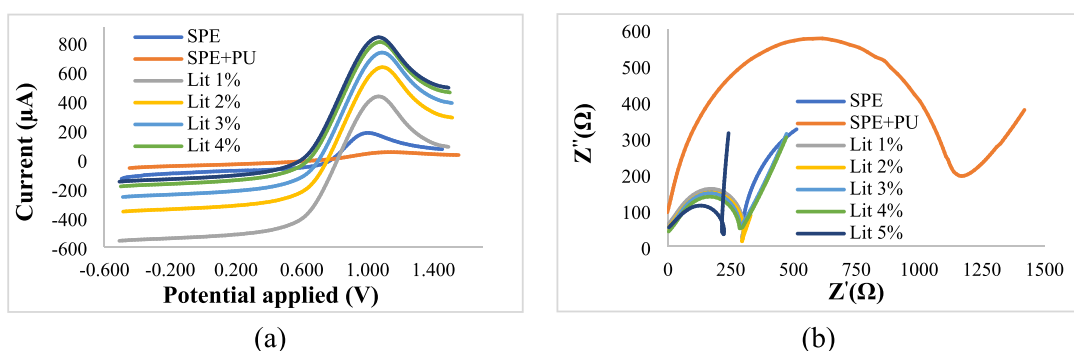 800
600
400
200
0
-200
-400
-600
Current (µA)
SPE
SPE+PU
Lit 1%
Lit 2%
Lit 3%
Lit 4%
-0.600 -0.200 0.200 0.600 1.000 1.400
Potential applied (V)
(a)
600
500
400
300
200
100
0
Z"(Ω)
SPE
SPE+PU
Lit 1%
Lit 2%
Lit 3%
Lit 4%
Lit 5%
0 250 500 750 1000 1250 1500
Z'(Ω)
(b)